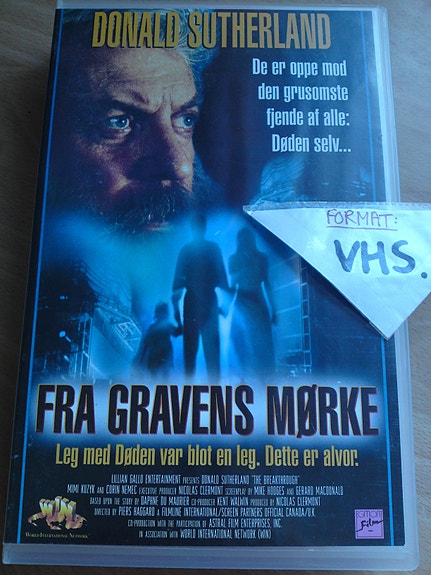 DONALD SUTHERLAND
De er oppe mod
den grusomste
fjende af alle:
Døden selv...
FORMAT:
VHS.
FRA GRAVENS MØRKE
Leg med Døden var blot en leg. Dette er alvor.
LILLIAN GALLO ENTERTAINMENT PRESENTS DONALD SUTHERLAND "THE BREAKTHROUGH"
MIMI KUZYK AND CORIN NEMEC EXECUTIVE PRODUCER NICOLAS CLERMONT SCREENPLAY BY MIKE HODGES AND GERARD MACDONALD
BASED UPON THE STORY BY DAPHNE DU MAURIER CO-PRODUCER KENT WALWIN PRODUCED BY NICOLAS CLERMONT
DIRECTED BY PIERS HAGGARD A FILMLINE INTERNATIONAL/SCREEN PARTNERS OFFICIAL CANADA/UK
CO-PRODUCTION WITH THE PARTICIPATION OF ASTRAL FILM ENTERPRISES, INC.
IN ASSOCIATION WITH WORLD INTERNATIONAL NETWORK (WIN)
WIN
WORLD INTERNATIONAL NETWORK
EGMONT
film